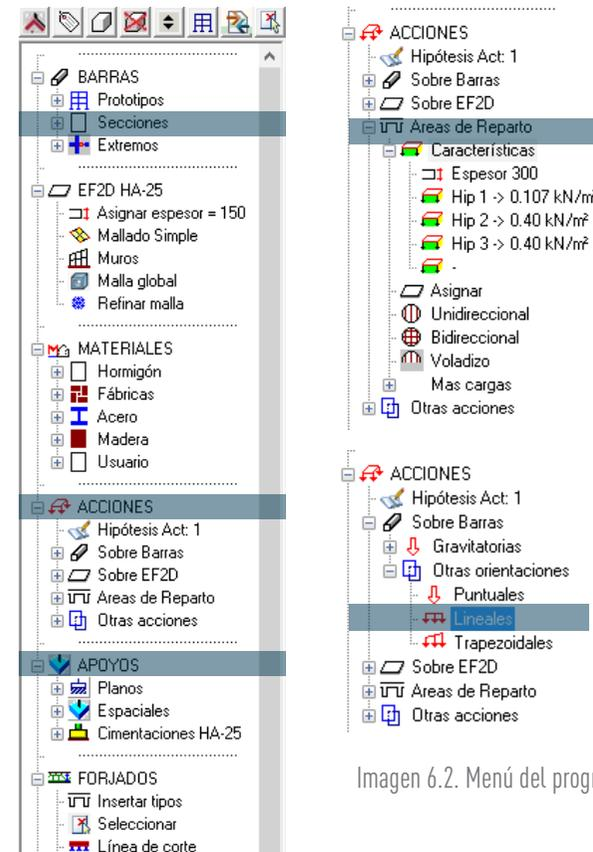 BARRAS
Prototipos
Secciones
Extremos
EF2D HA-25
Asignar espesor = 150
Mallado Simple
Muros
Malla global
Refinar malla
MATERIALES
Hormigón
Fábricas
Acero
Madera
Usuario
ACCIONES
Hipótesis Act: 1
Sobre Barras
Sobre EF2D
Areas de Reparto
Otras acciones
APOYOS
Planos
Espaciales
Cimentaciones HA-25
FORJADOS
Insertar tipos
Seleccionar
Línea de corte
ACCIONES
Hipótesis Act: 1
Sobre Barras
Sobre EF2D
Areas de Reparto
Características
Espesor 300
Hip 1 -> 0.107 kN/m
Hip 2 -> 0.40 kN/m²
Hip 3 -> 0.40 kN/m²
-
Asignar
Unidireccional
Bidireccional
Voladizo
Mas cargas
Otras acciones
ACCIONES
Hipótesis Act: 1
Sobre Barras
Gravitatorias
Otras orientaciones
Puntuales
Lineales
Trapezoidales
Sobre EF2D
Areas de Reparto
Otras acciones
Imagen 6.2. Menú del prog